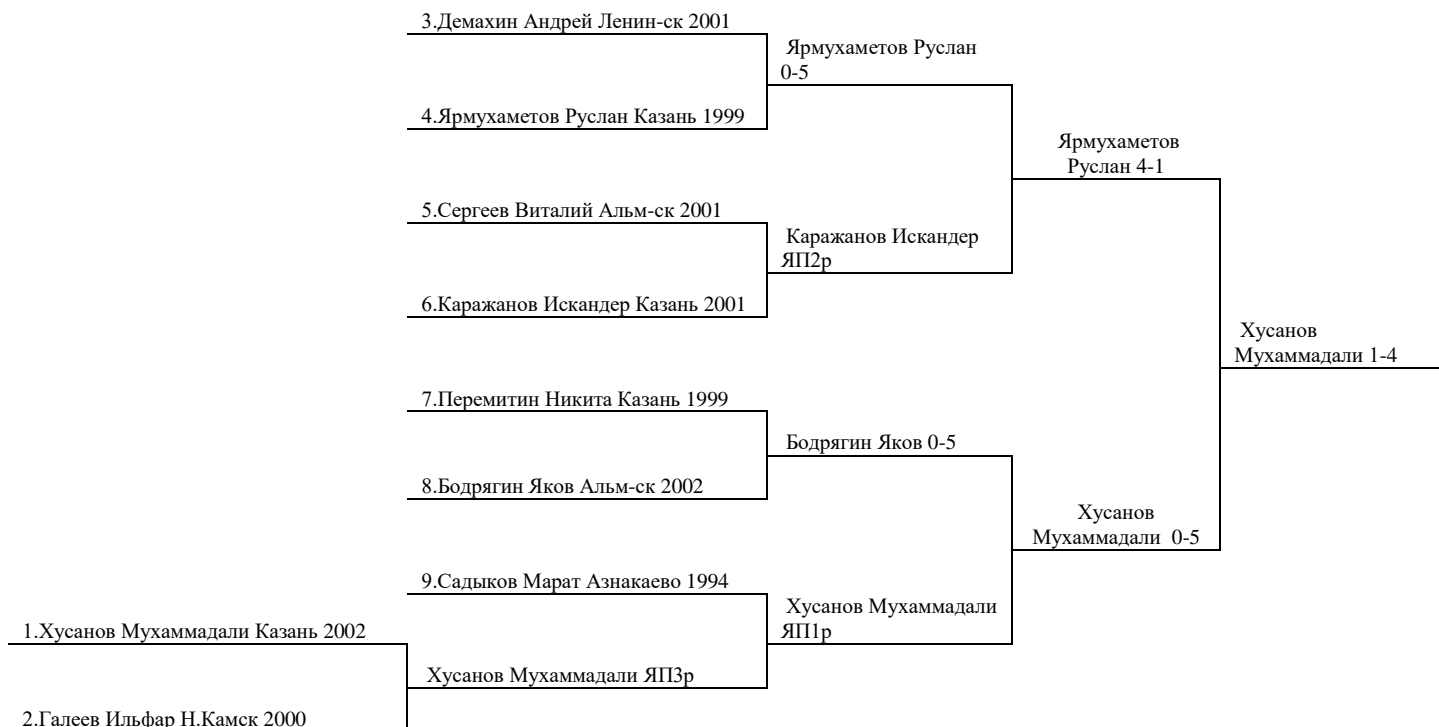 3.Демахин Андрей Ленин-ск 2001
Ярмухаметов Руслан
0-5
4.Ярмухаметов Руслан Казань 1999
Ярмухаметов
Руслан 4-1
5.Сергеев Виталий Альм-ск 2001
Каражанов Искандер
ЯП2р
6.Каражанов Искандер Казань 2001
Хусанов
Мухаммадали 1-4
7.Перемитин Никита Казань 1999
Бодрягин Яков 0-5
8.Бодрягин Яков Альм-ск 2002
Хусанов
Мухаммадали 0-5
9.Садыков Марат Азнакаево 1994
Хусанов Мухаммадали
ЯП1р
1.Хусанов Мухаммадали Казань 2002
Хусанов Мухаммадали ЯП3р
2.Галеев Ильфар Н.Камск 2000